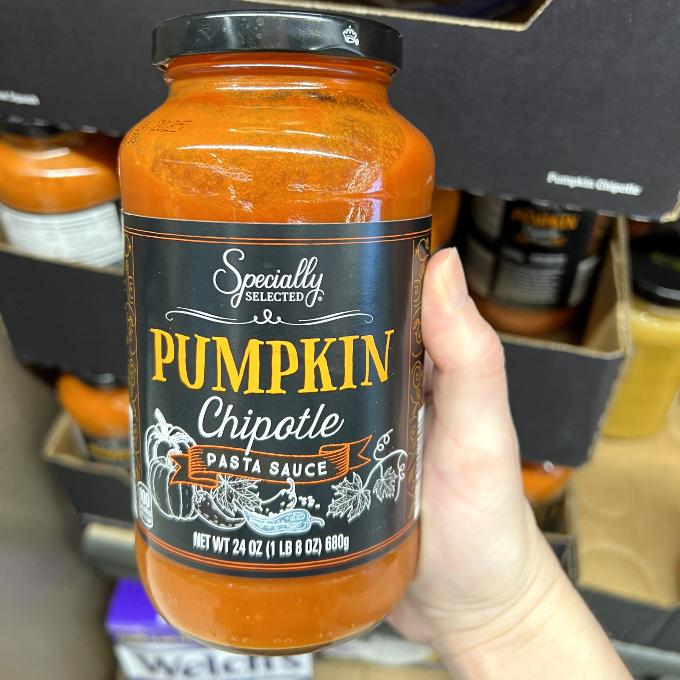 Specially
SELECTED
PUMPKIN
Chipotle
PASTA SAUCE
NET WT 24 OZ (1 LB 8 OZ) 680g
Pumpkin Chipotle
PUMPKIN
Welch's